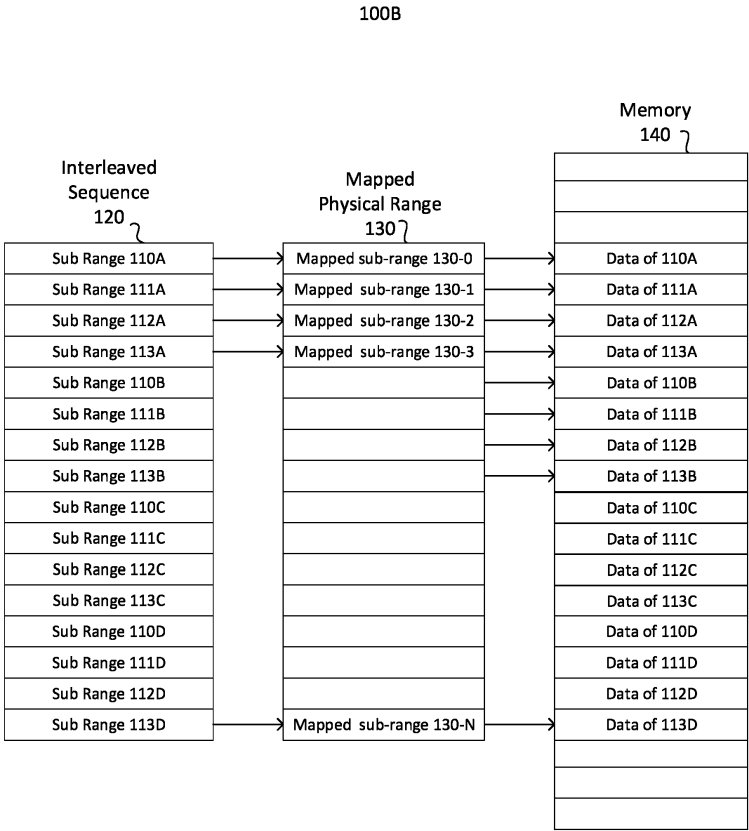 100B
Memory
140
Interleaved
Sequence
120
Mapped
Physical Range
130
Sub Range 110A
Mapped sub-range 130-0
Data of 110A
Sub Range 111A
Mapped sub-range 130-1
Data of 111A
Sub Range 112A
Mapped sub-range 130-2
Data of 112A
Sub Range 113A
Mapped sub-range 130-3
Data of 113A
Sub Range 110B
Data of 110B
Sub Range 111B
Data of 111B
Sub Range 112B
Data of 112B
Sub Range 113B
Data of 113B
Sub Range 110C
Data of 110C
Sub Range 111C
Data of 111C
Sub Range 112C
Data of 112C
Sub Range 113C
Data of 113C
Sub Range 110D
Data of 110D
Sub Range 111D
Data of 111D
Sub Range 112D
Data of 112D
Sub Range 113D
Mapped sub-range 130-N
Data of 113D